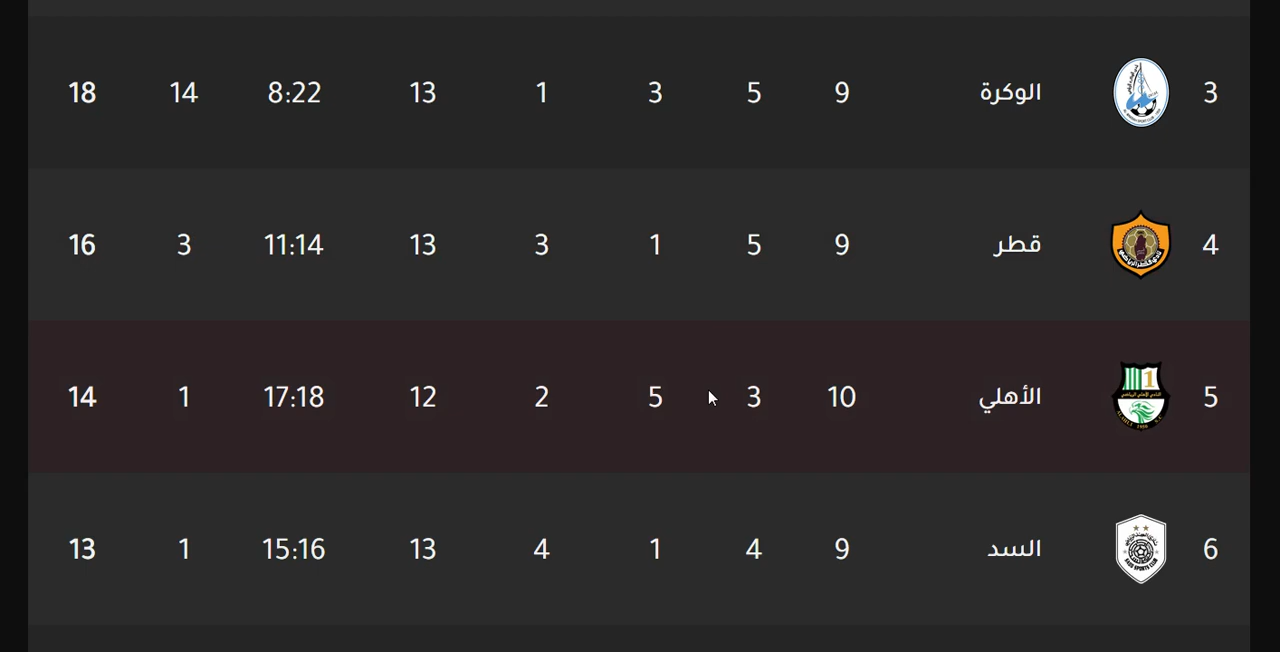 3 الوكرة 9 5 3 1 13 8:22 14 18
4 قطر 9 5 1 3 13 11:14 3 16
5 الأهلي 10 3 5 2 12 17:18 1 14
6 السد 9 4 1 4 13 15:16 1 13